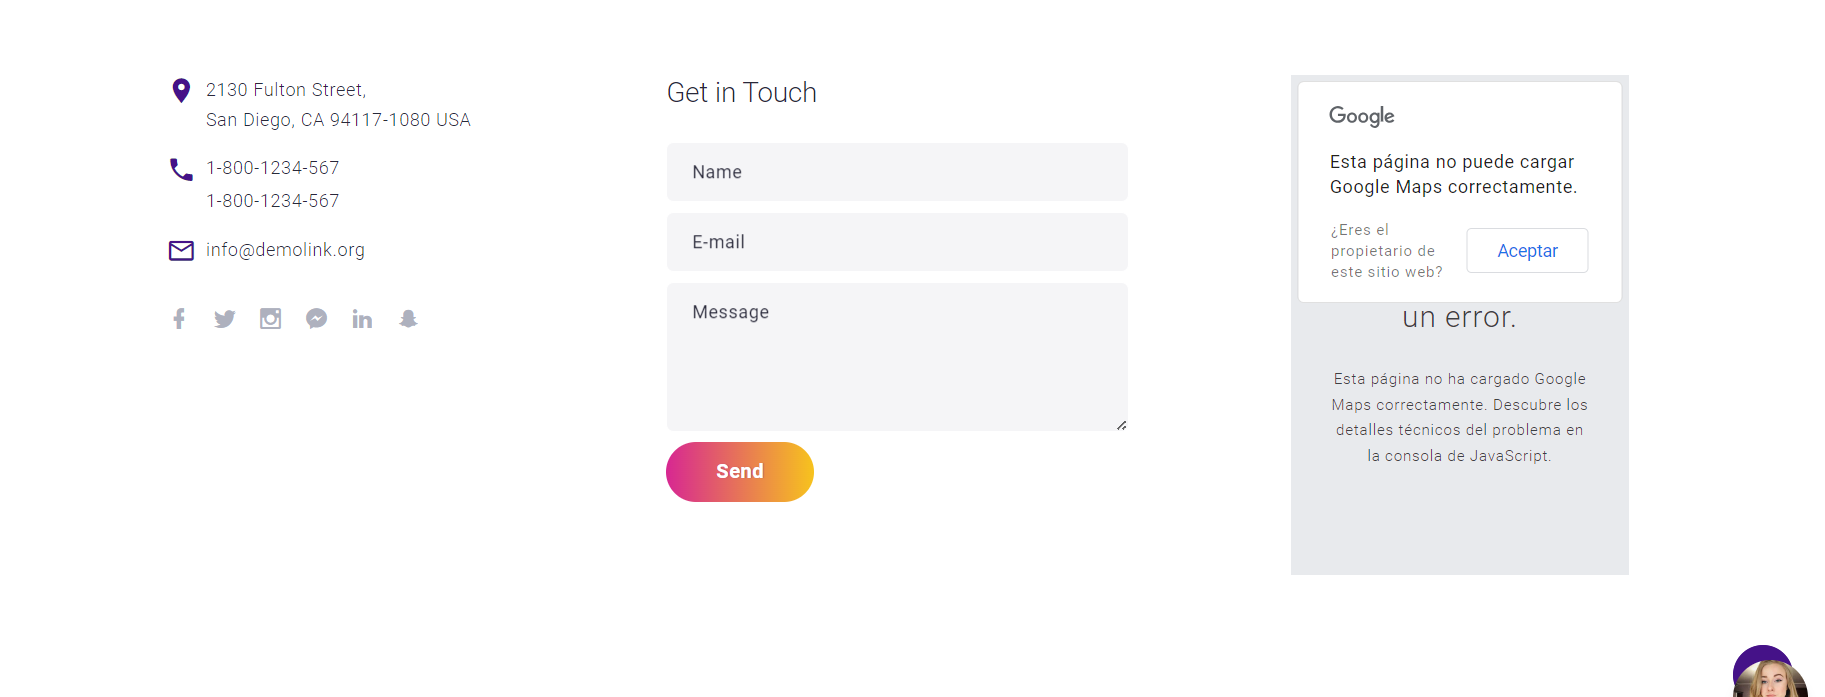 2130 Fulton Street,
San Diego, CA 94117-1080 USA
1-800-1234-567
1-800-1234-567
info@demolink.org
Get in Touch
Name
E-mail
Message
Send
Google
Esta página no puede cargar
Google Maps correctamente.
¿Eres el
propietario de
este sitio web?
Aceptar
un error.
Esta página no ha cargado Google
Maps correctamente. Descubre los
detalles técnicos del problema en
la consola de JavaScript.